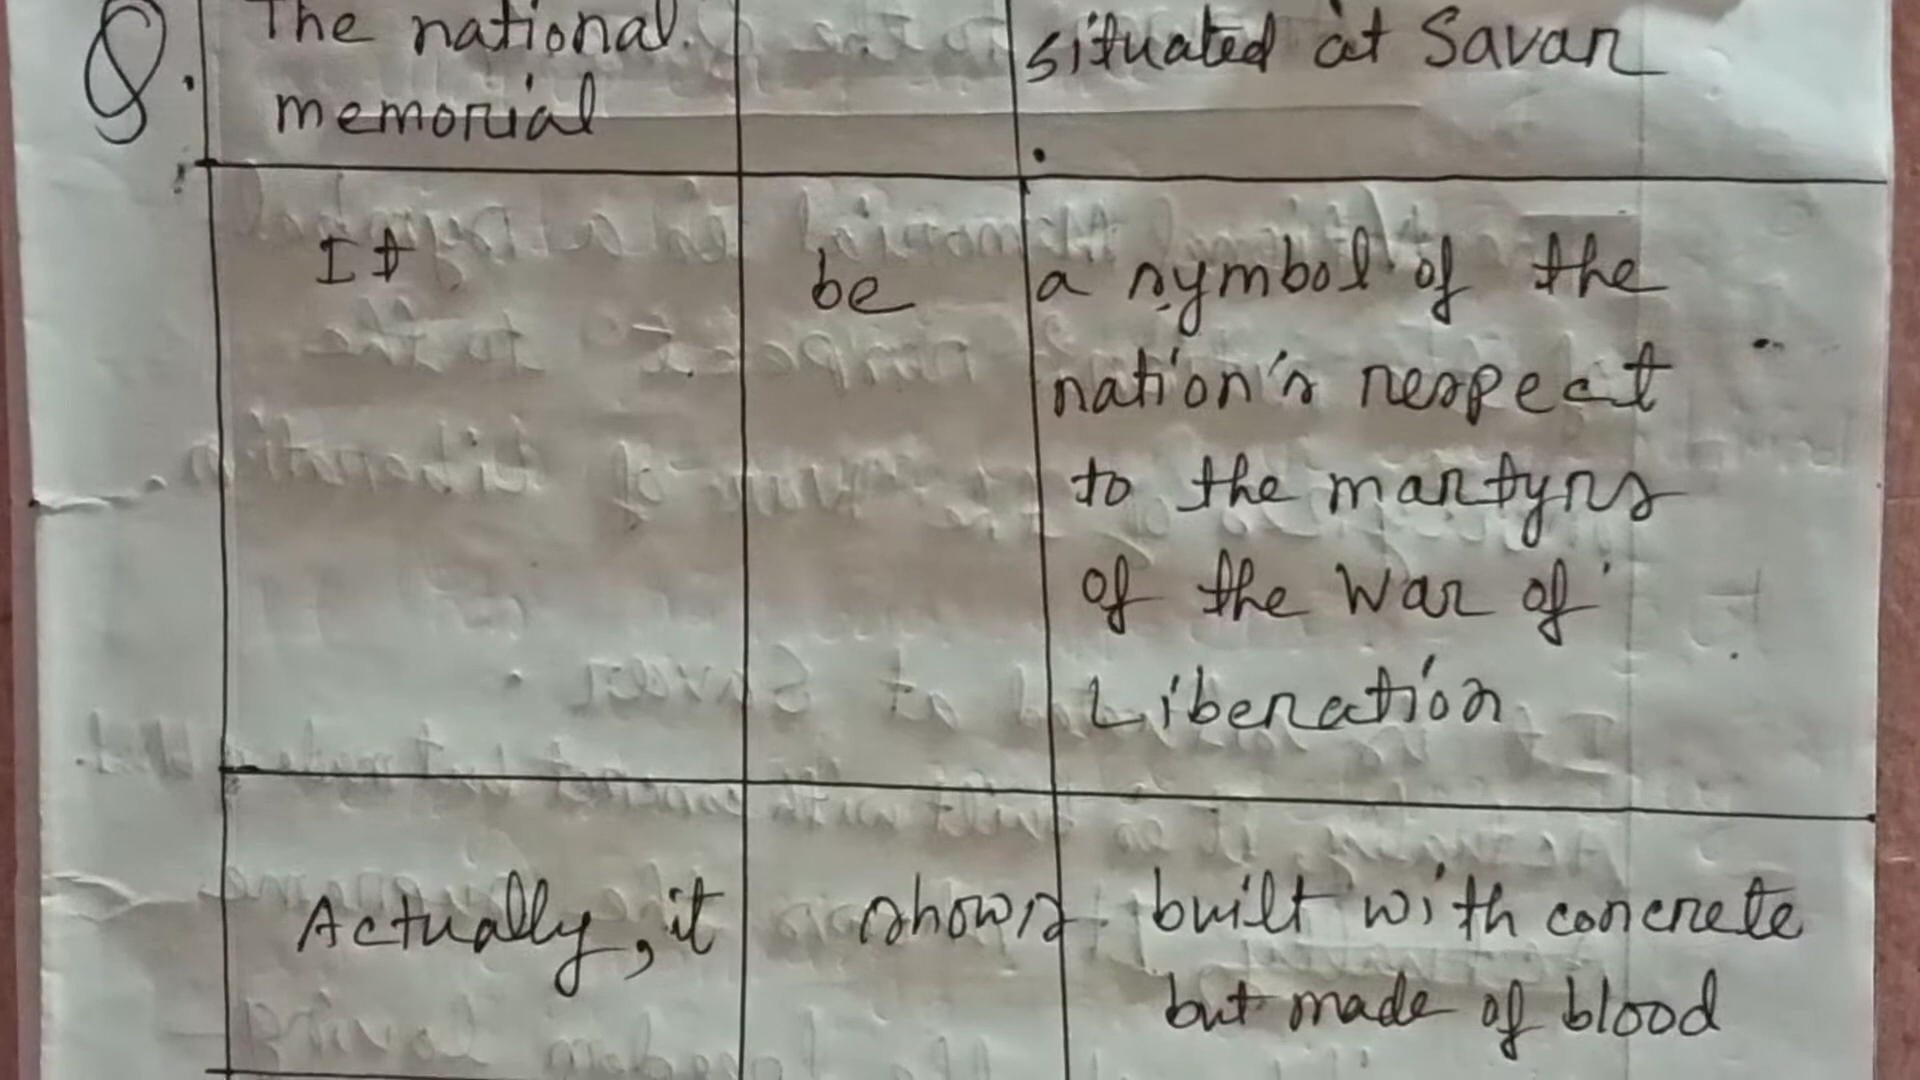 Q.
The national
memorial
situated at Savar
.
It
be
a symbol of the
nation's respect
to the martyrs
of the War of
Liberation
Actually, it
shows
built with concrete
but made of blood